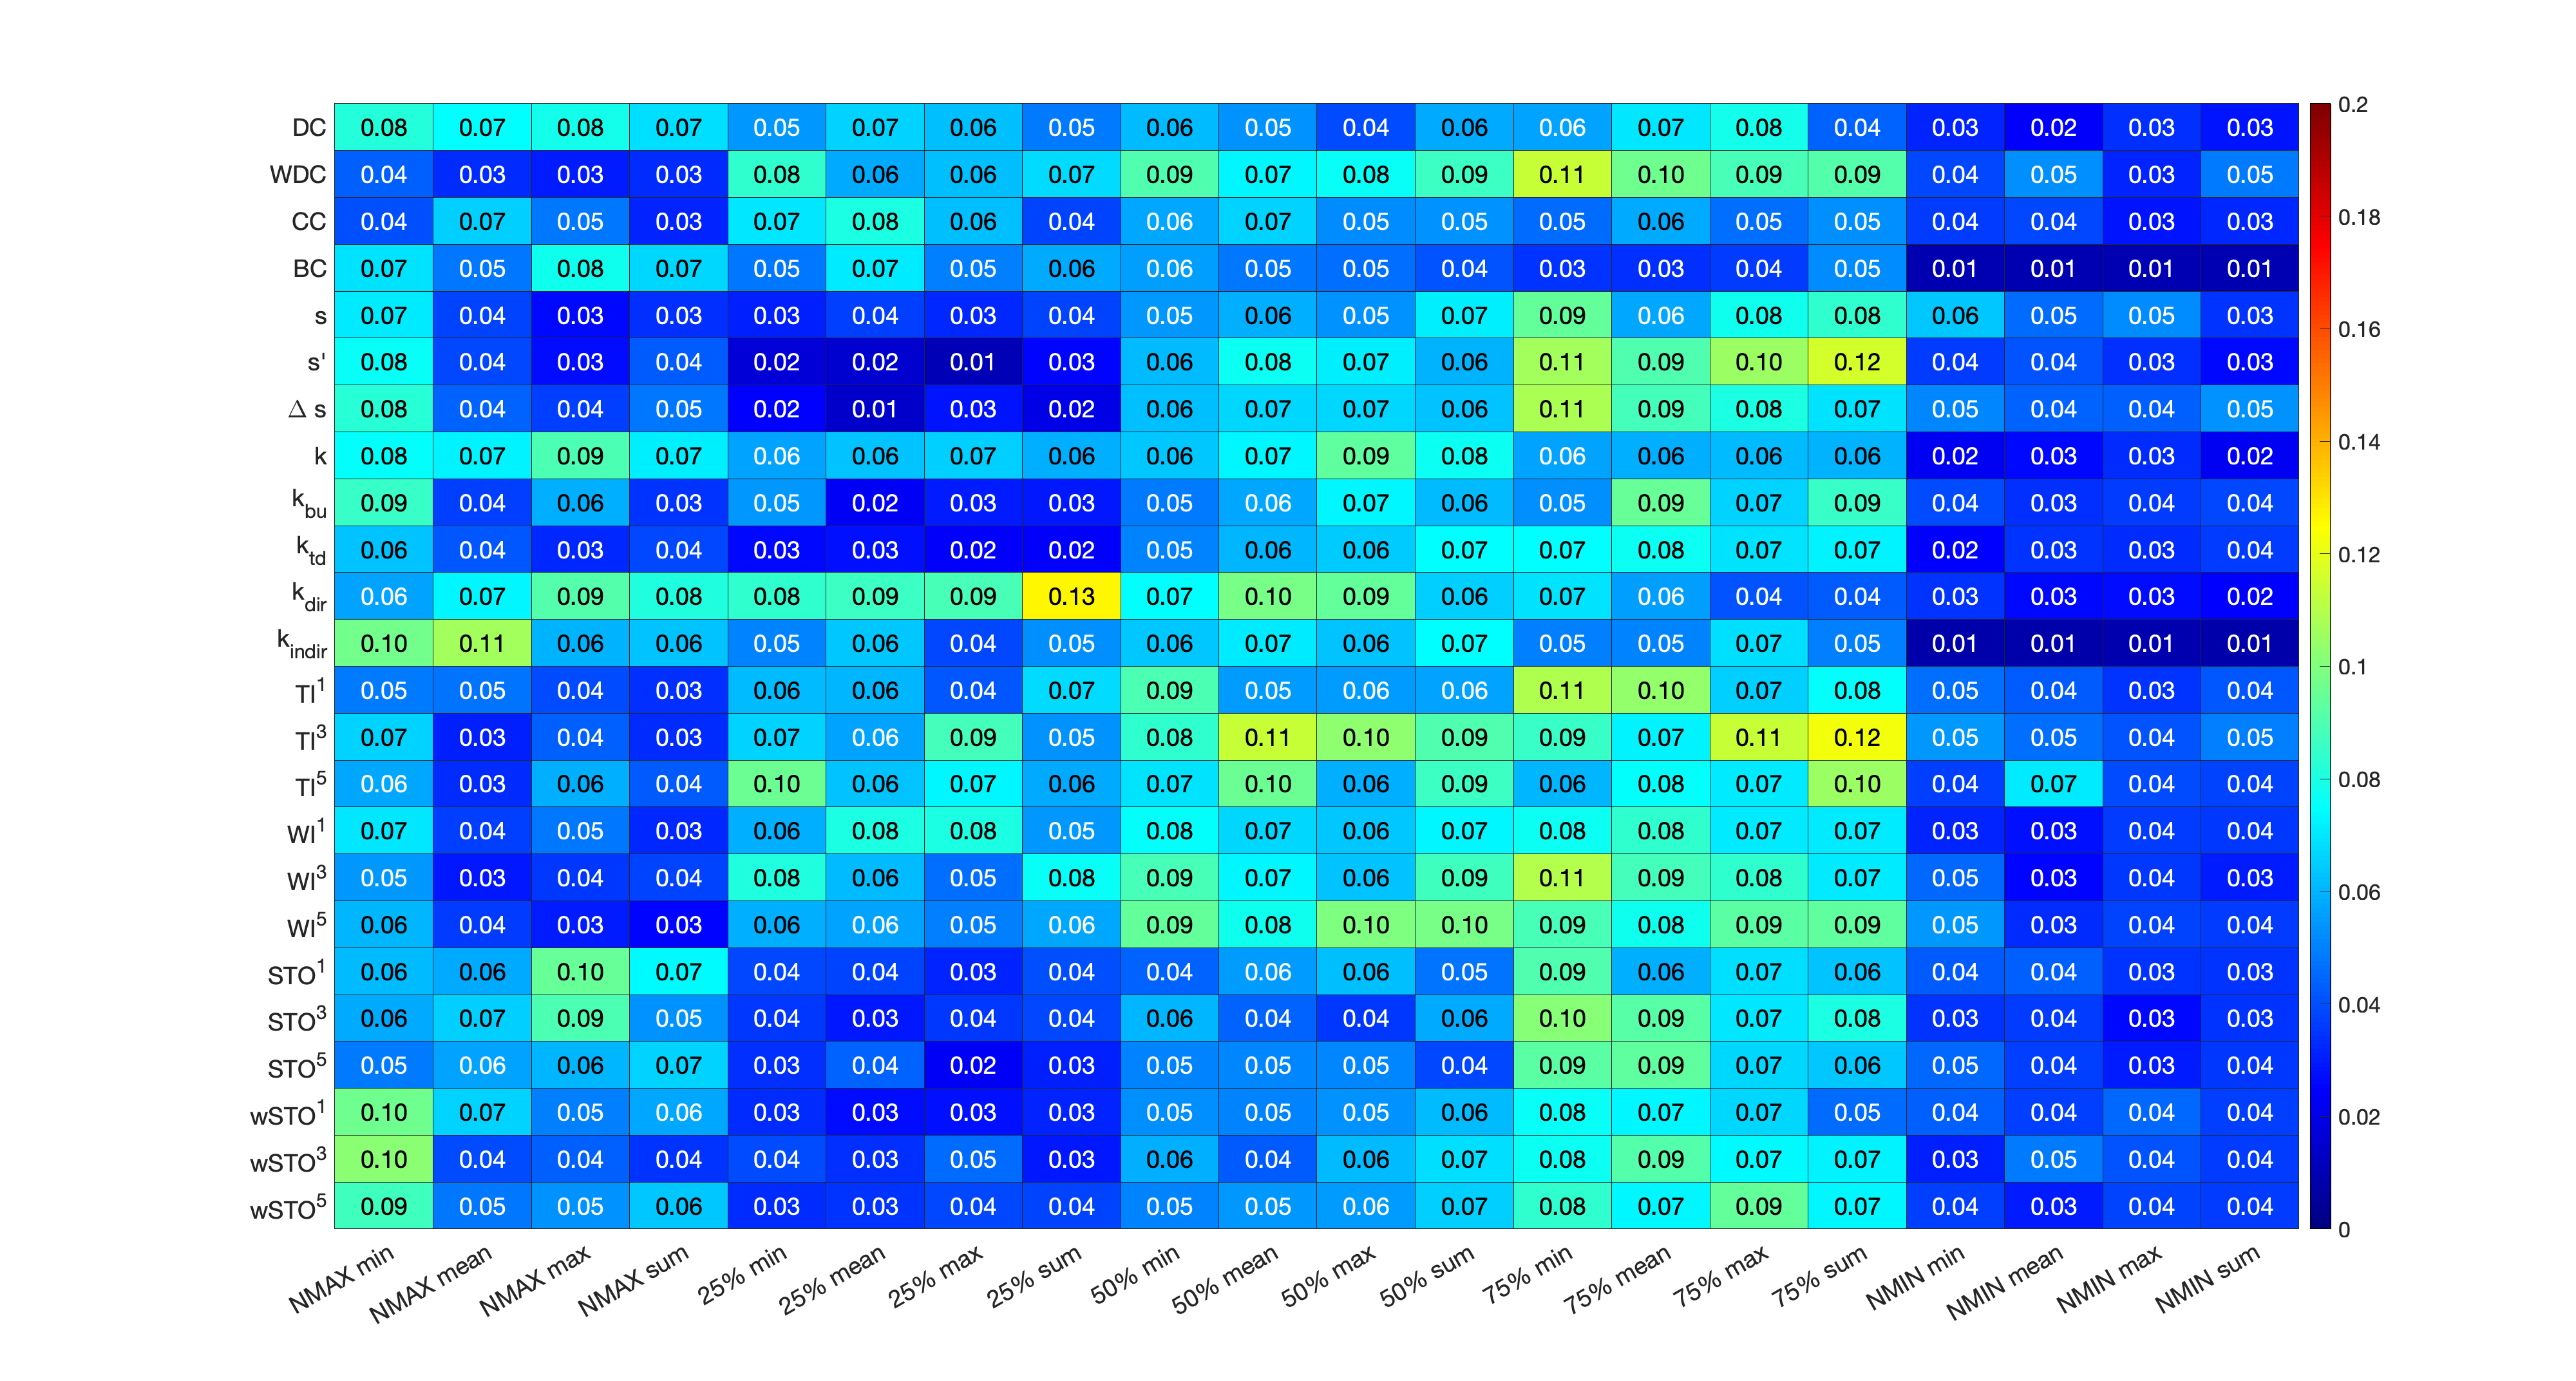 DC 0.08 0.07 0.08 0.07 0.05 0.07 0.06 0.05 0.06 0.05 0.04 0.06 0.06 0.07 0.08 0.04 0.03 0.02 0.03 0.03
WDC 0.04 0.03 0.03 0.03 0.08 0.06 0.06 0.07 0.09 0.07 0.08 0.09 0.11 0.10 0.09 0.09 0.04 0.05 0.03 0.05
CC 0.04 0.07 0.05 0.03 0.07 0.08 0.06 0.04 0.06 0.07 0.05 0.05 0.05 0.06 0.05 0.05 0.04 0.04 0.03 0.03
BC 0.07 0.05 0.08 0.07 0.05 0.07 0.05 0.06 0.06 0.05 0.05 0.04 0.03 0.03 0.04 0.05 0.01 0.01 0.01 0.01
s 0.07 0.04 0.03 0.03 0.03 0.04 0.03 0.04 0.05 0.06 0.05 0.07 0.09 0.06 0.08 0.08 0.06 0.05 0.05 0.03
s' 0.08 0.04 0.03 0.04 0.02 0.02 0.01 0.03 0.06 0.08 0.07 0.06 0.11 0.09 0.10 0.12 0.04 0.04 0.03 0.03
Δ s 0.08 0.04 0.04 0.05 0.02 0.01 0.03 0.02 0.06 0.07 0.07 0.06 0.11 0.09 0.08 0.07 0.05 0.04 0.04 0.05
k 0.08 0.07 0.09 0.07 0.06 0.06 0.07 0.06 0.06 0.07 0.09 0.08 0.06 0.06 0.06 0.06 0.02 0.03 0.03 0.02
k_bu 0.09 0.04 0.06 0.03 0.05 0.02 0.03 0.03 0.05 0.06 0.07 0.06 0.05 0.09 0.07 0.09 0.04 0.03 0.04 0.04
k_td 0.06 0.04 0.03 0.04 0.03 0.03 0.02 0.02 0.05 0.06 0.06 0.07 0.07 0.08 0.07 0.07 0.02 0.03 0.03 0.04
k_dir 0.06 0.07 0.09 0.08 0.08 0.09 0.09 0.13 0.07 0.10 0.09 0.06 0.07 0.06 0.04 0.04 0.03 0.03 0.03 0.02
k_indir 0.10 0.11 0.06 0.06 0.05 0.06 0.04 0.05 0.06 0.07 0.06 0.07 0.05 0.05 0.07 0.05 0.01 0.01 0.01 0.01
TI¹ 0.05 0.05 0.04 0.03 0.06 0.06 0.04 0.07 0.09 0.05 0.06 0.06 0.11 0.10 0.07 0.08 0.05 0.04 0.03 0.04
TI³ 0.07 0.03 0.04 0.03 0.07 0.06 0.09 0.05 0.08 0.11 0.10 0.09 0.09 0.07 0.11 0.12 0.05 0.05 0.04 0.05
TI⁵ 0.06 0.03 0.06 0.04 0.10 0.06 0.07 0.06 0.07 0.10 0.06 0.09 0.06 0.08 0.07 0.10 0.04 0.07 0.04 0.04
WI¹ 0.07 0.04 0.05 0.03 0.06 0.08 0.08 0.05 0.08 0.07 0.06 0.07 0.08 0.08 0.07 0.07 0.03 0.03 0.04 0.04
WI³ 0.05 0.03 0.04 0.04 0.08 0.06 0.05 0.08 0.09 0.07 0.06 0.09 0.11 0.09 0.08 0.07 0.05 0.03 0.04 0.03
WI⁵ 0.06 0.04 0.03 0.03 0.06 0.06 0.05 0.06 0.09 0.08 0.10 0.10 0.09 0.08 0.09 0.09 0.05 0.03 0.04 0.04
STO¹ 0.06 0.06 0.10 0.07 0.04 0.04 0.03 0.04 0.04 0.06 0.06 0.05 0.09 0.06 0.07 0.06 0.04 0.04 0.03 0.03
STO³ 0.06 0.07 0.09 0.05 0.04 0.03 0.04 0.04 0.06 0.04 0.04 0.06 0.10 0.09 0.07 0.08 0.03 0.04 0.03 0.03
STO⁵ 0.05 0.06 0.06 0.07 0.03 0.04 0.02 0.03 0.05 0.05 0.05 0.04 0.09 0.09 0.07 0.06 0.05 0.04 0.03 0.04
wSTO¹ 0.10 0.07 0.05 0.06 0.03 0.03 0.03 0.03 0.05 0.05 0.05 0.06 0.08 0.07 0.07 0.05 0.04 0.04 0.04 0.04
wSTO³ 0.10 0.04 0.04 0.04 0.04 0.03 0.05 0.03 0.06 0.04 0.06 0.07 0.08 0.09 0.07 0.07 0.03 0.05 0.04 0.04
wSTO⁵ 0.09 0.05 0.05 0.06 0.03 0.03 0.04 0.04 0.05 0.05 0.06 0.07 0.08 0.07 0.09 0.07 0.04 0.03 0.04 0.04
NMAX min NMAX mean NMAX max NMAX sum 25% min 25% mean 25% max 25% sum 50% min 50% mean 50% max 50% sum 75% min 75% mean 75% max 75% sum NMIN min NMIN mean NMIN max NMIN sum
0.2
0.18
0.16
0.14
0.12
0.1
0.08
0.06
0.04
0.02
0